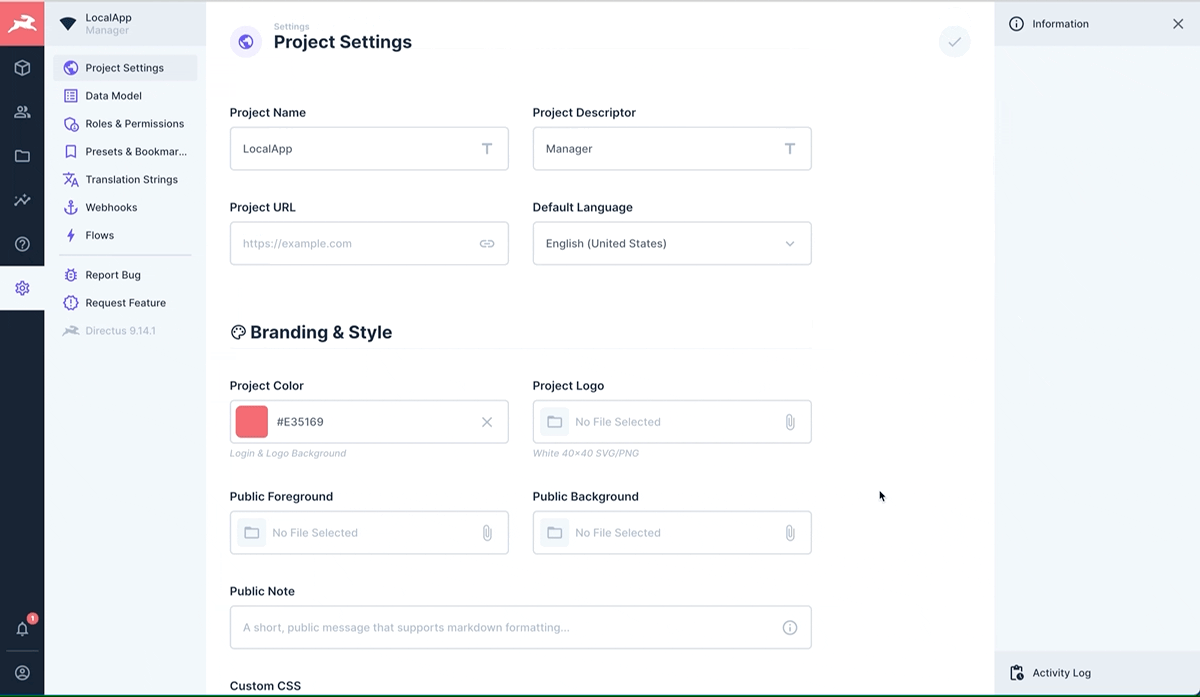 LocalApp
Manager
Project Settings
Data Model
Roles & Permissions
Presets & Bookmar...
Translation Strings
Webhooks
Flows
Report Bug
Request Feature
Directus 9.14.1
1
Settings
Project Settings
Project Name
Project Descriptor
LocalApp
Manager
Project URL
Default Language
https://example.com
English (United States)
Branding & Style
Project Color
Project Logo
#E35169
No File Selected
Login & Logo Background
White 40×40 SVG/PNG
Public Foreground
Public Background
No File Selected
No File Selected
Public Note
A short, public message that supports markdown formatting...
Custom CSS
Information
Activity Log